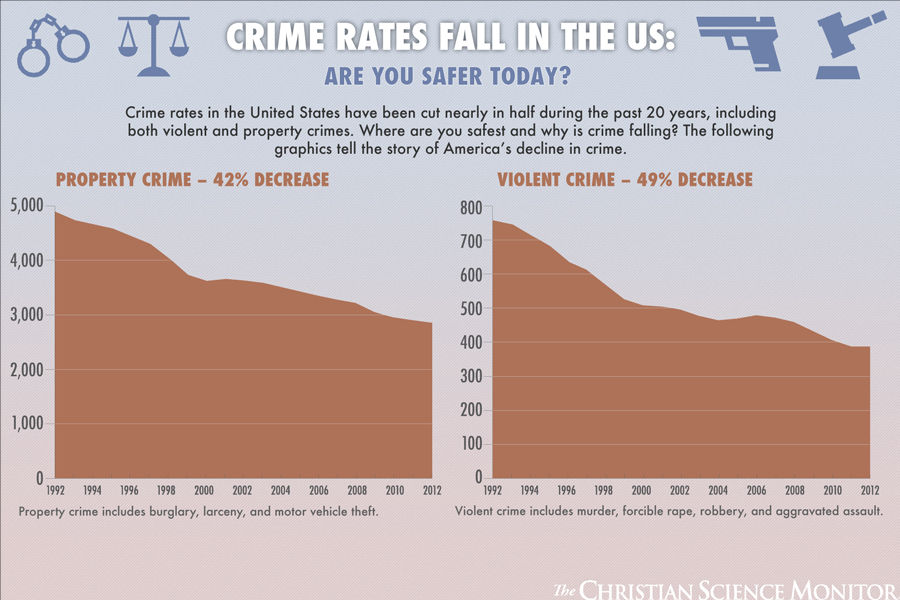 CRIME RATES FALL IN THE US:
ARE YOU SAFER TODAY?
Crime rates in the United States have been cut nearly in half during the past 20 years, including
both violent and property crimes. Where are you safest and why is crime falling? The following
graphics tell the story of America's decline in crime.
PROPERTY CRIME – 42% DECREASE
5,000
4,000
3,000
2,000
1,000
0
1992 1994 1996 1998 2000 2002 2004 2006 2008 2010 2012
Property crime includes burglary, larceny, and motor vehicle theft.
VIOLENT CRIME – 49% DECREASE
800
700
600
500
400
300
200
100
0
1992 1994 1996 1998 2000 2002 2004 2006 2008 2010 2012
Violent crime includes murder, forcible rape, robbery, and aggravated assault.
The CHRISTIAN SCIENCE MONITOR